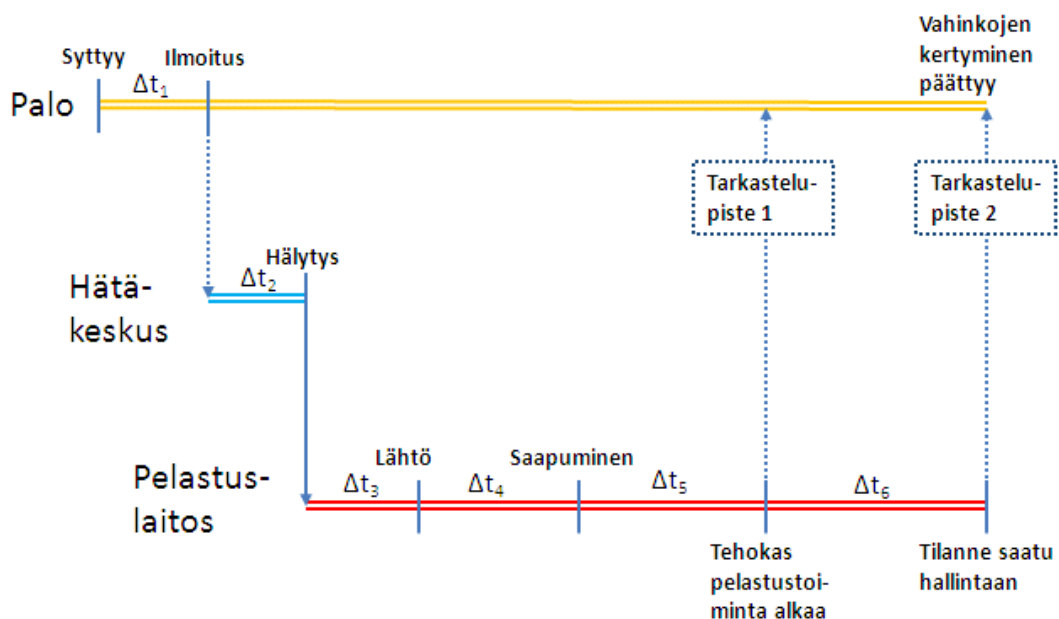 Syttyy
Ilmoitus
Vahinkojen
kertyminen
päättyy
Δt₁
Palo
Tarkastelu-
piste 1
Tarkastelu-
piste 2
Hälytys
Δt₂
Hätä-
keskus
Lähtö
Saapuminen
Pelastus-
laitos
Δt₃
Δt₄
Δt₅
Δt₆
Tehokas
pelastustoi-
minta alkaa
Tilanne saatu
hallintaan